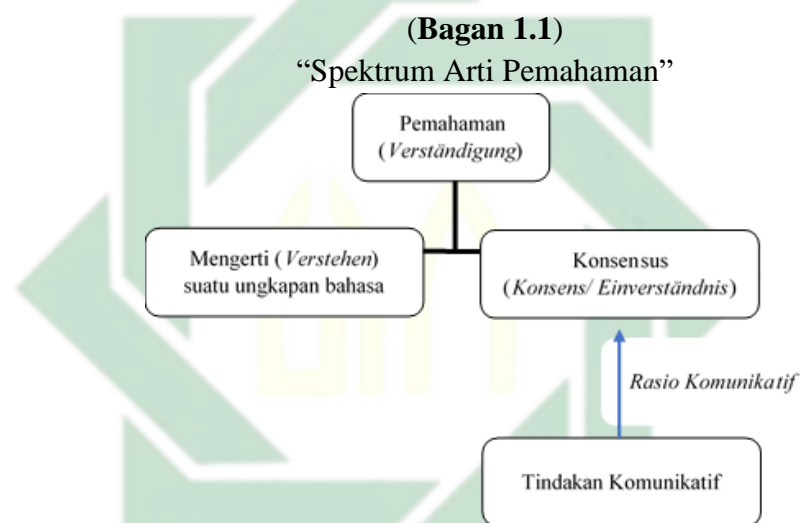 (Bagan 1.1)
“Spektrum Arti Pemahaman”
Pemahaman
(Verständigung)
Mengerti (Verstehen)
suatu ungkapan bahasa
Konsensus
(Konsens/ Einverständnis)
Rasio Komunikatif
Tindakan Komunikatif